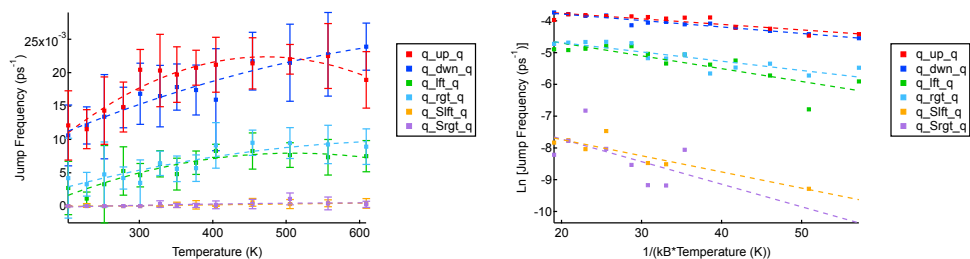 25x10⁻³
20
15
10
5
0
Jump Frequency (ps⁻¹)
300
400
500
600
Temperature (K)
q_up_q
q_dwn_q
q_lft_q
q_rgt_q
q_Slft_q
q_Srgt_q
-4
-5
-6
-7
-8
-9
-10
Ln [Jump Frequency (ps⁻¹)]
20
30
40
50
1/(kB*Temperature (K))
q_up_q
q_dwn_q
q_lft_q
q_rgt_q
q_Slft_q
q_Srgt_q